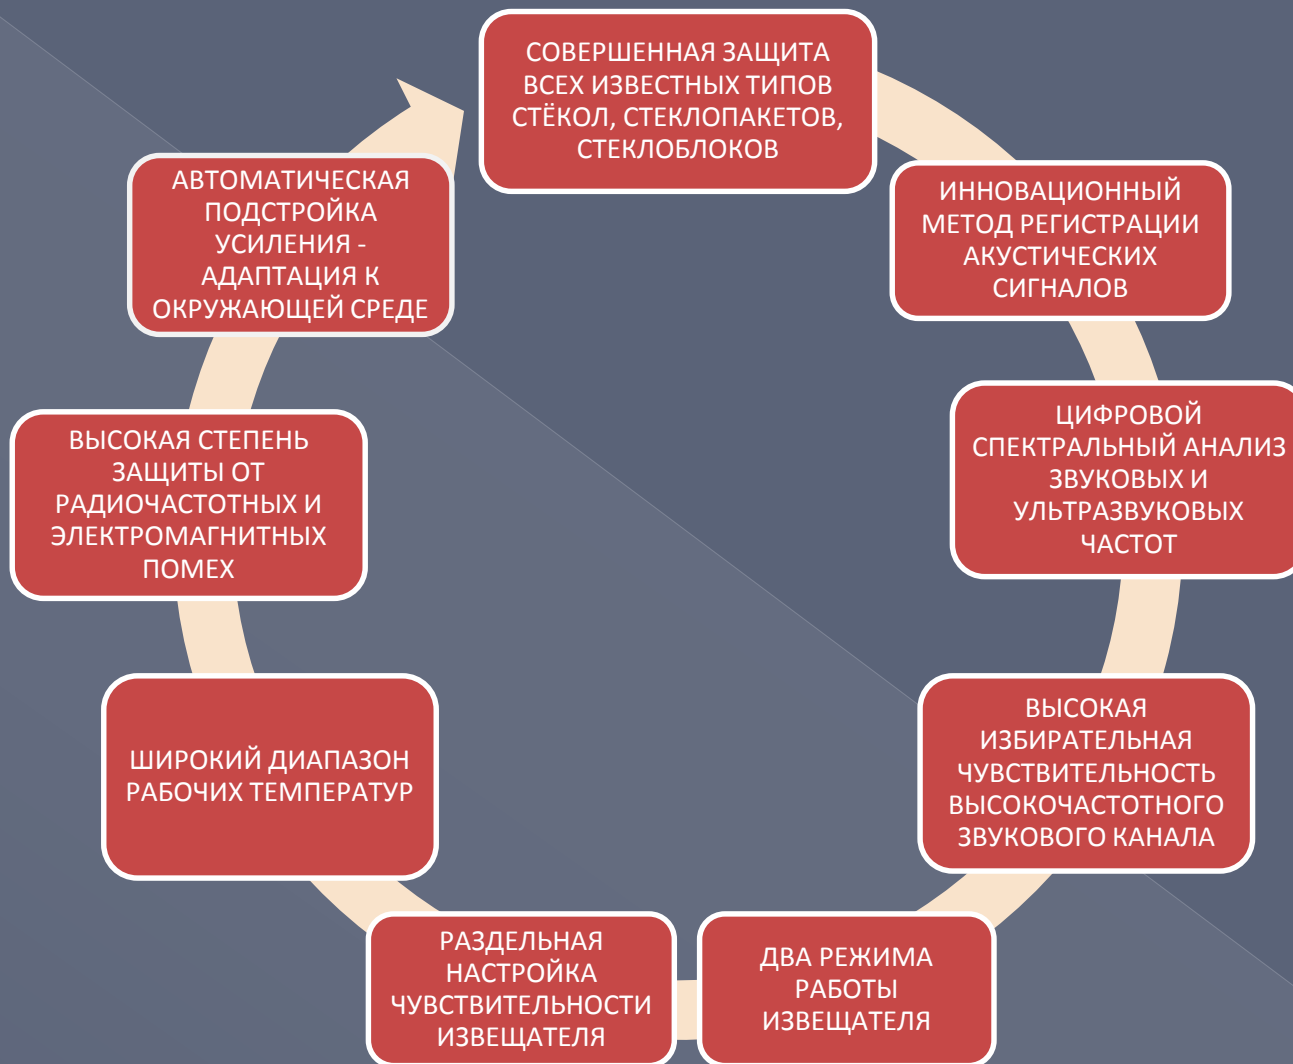 СОВЕРШЕННАЯ ЗАЩИТА
ВСЕХ ИЗВЕСТНЫХ ТИПОВ
СТЁКОЛ, СТЕКЛОПАКЕТОВ,
СТЕКЛОБЛОКОВ
ИННОВАЦИОННЫЙ
МЕТОД РЕГИСТРАЦИИ
АКУСТИЧЕСКИХ
СИГНАЛОВ
ЦИФРОВОЙ
СПЕКТРАЛЬНЫЙ АНАЛИЗ
ЗВУКОВЫХ И
УЛЬТРАЗВУКОВЫХ
ЧАСТОТ
ВЫСОКАЯ
ИЗБИРАТЕЛЬНАЯ
ЧУВСТВИТЕЛЬНОСТЬ
ВЫСОКОЧАСТОТНОГО
ЗВУКОВОГО КАНАЛА
ДВА РЕЖИМА
РАБОТЫ
ИЗВЕЩАТЕЛЯ
РАЗДЕЛЬНАЯ
НАСТРОЙКА
ЧУВСТВИТЕЛЬНОСТИ
ИЗВЕЩАТЕЛЯ
ШИРОКИЙ ДИАПАЗОН
РАБОЧИХ ТЕМПЕРАТУР
ВЫСОКАЯ СТЕПЕНЬ
ЗАЩИТЫ ОТ
РАДИОЧАСТОТНЫХ И
ЭЛЕКТРОМАГНИТНЫХ
ПОМЕХ
АВТОМАТИЧЕСКАЯ
ПОДСТРОЙКА
УСИЛЕНИЯ -
АДАПТАЦИЯ К
ОКРУЖАЮЩЕЙ СРЕДЕ